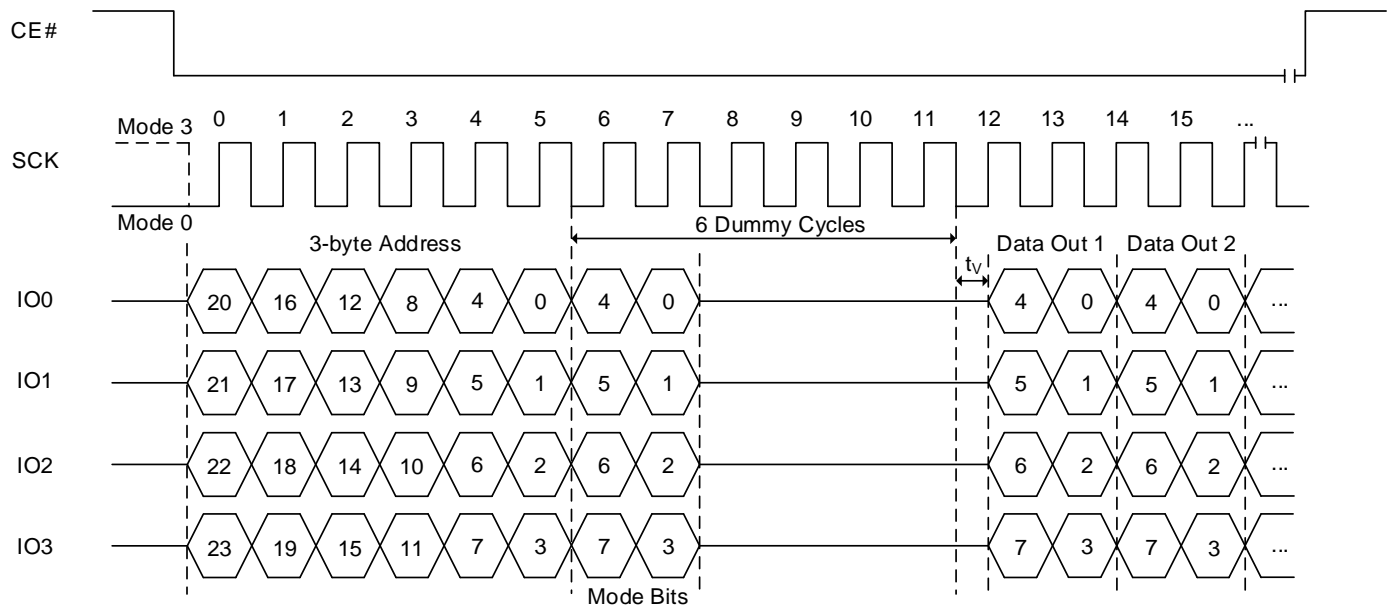 CE#
Mode 3 0 1 2 3 4 5 6 7 8 9 10 11 12 13 14 15 ...
SCK
Mode 0
6 Dummy Cycles
3-byte Address Data Out 1 Data Out 2
tV
IO0 20 16 12 8 4 0 4 0 4 0 4 0 ...
IO1 21 17 13 9 5 1 5 1 5 1 5 1 ...
IO2 22 18 14 10 6 2 6 2 6 2 6 2 ...
IO3 23 19 15 11 7 3 7 3 7 3 7 3 ...
Mode Bits